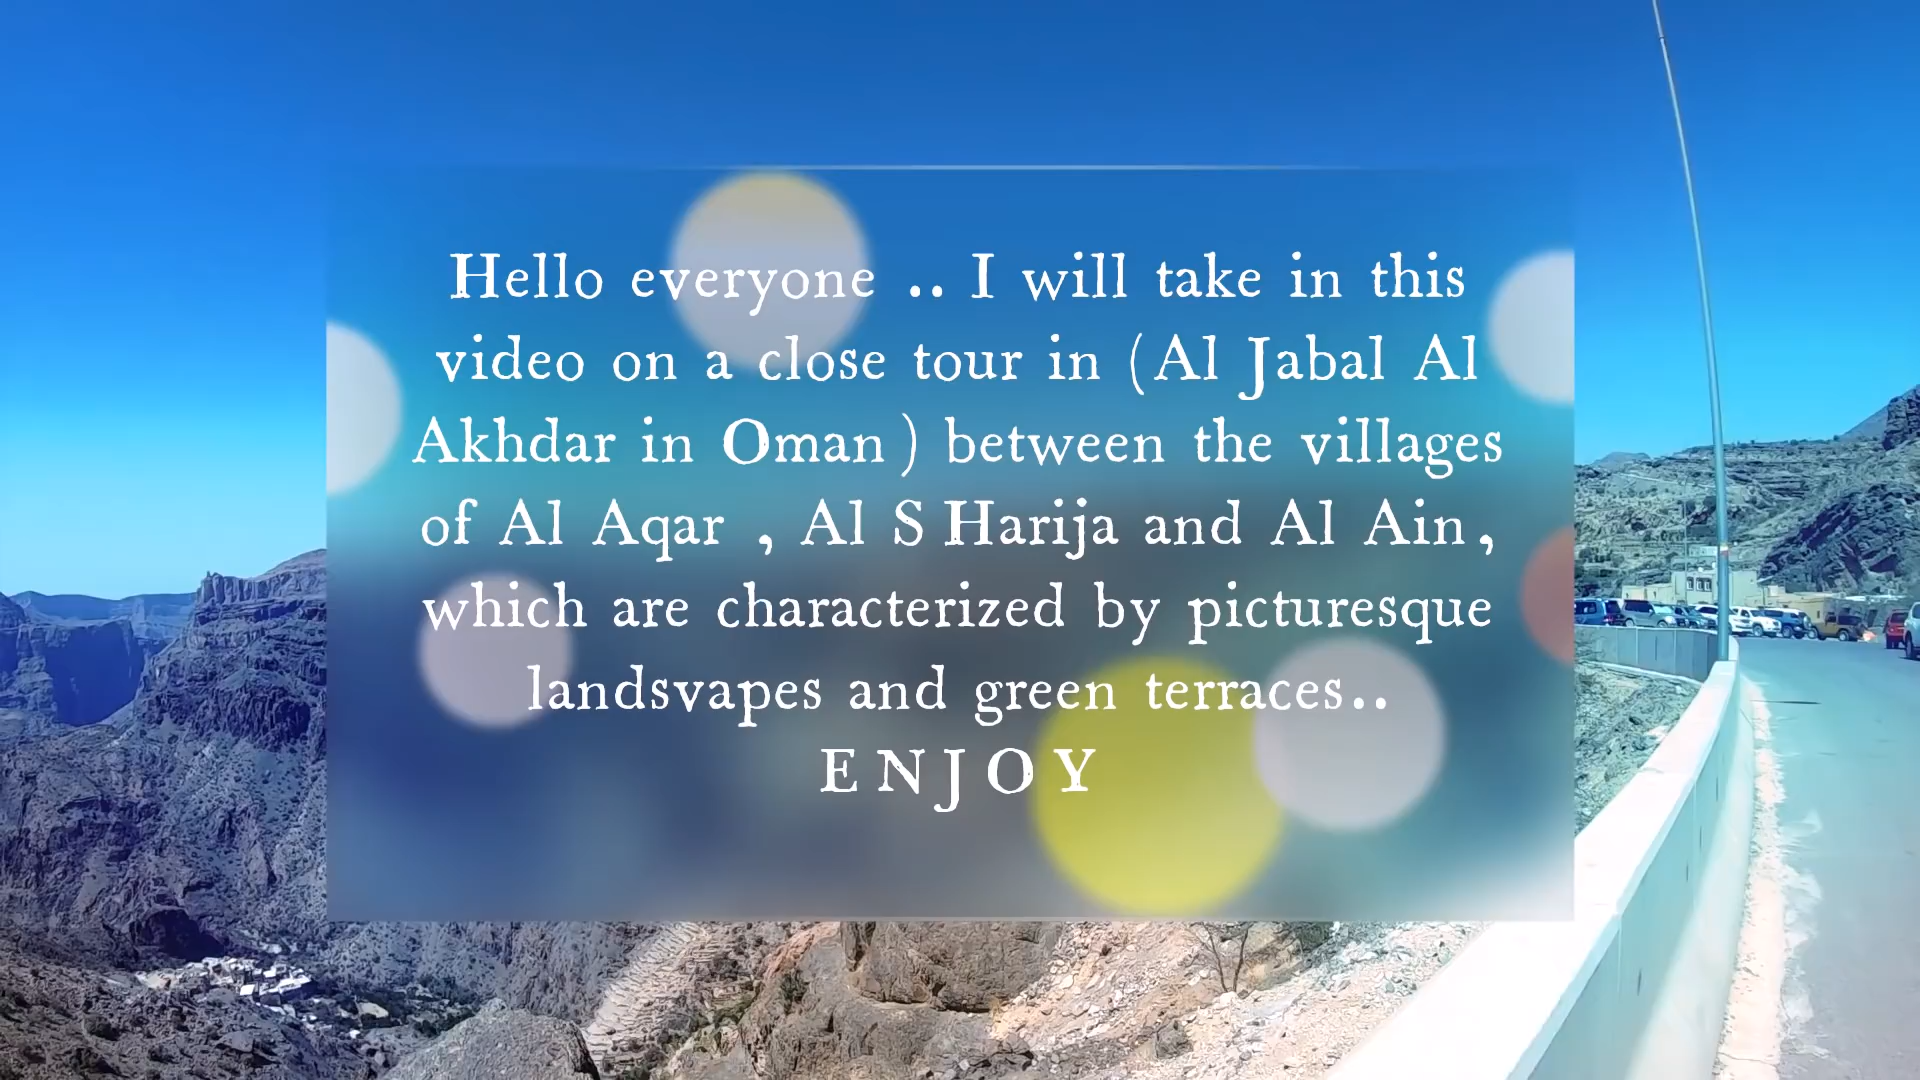 Hello everyone .. I will take in this
video on a close tour in (Al Jabal Al
Akhdar in Oman) between the villages
of Al Aqar , Al S Harija and Al Ain,
which are characterized by picturesque
landsvapes and green terraces..
ENJOY